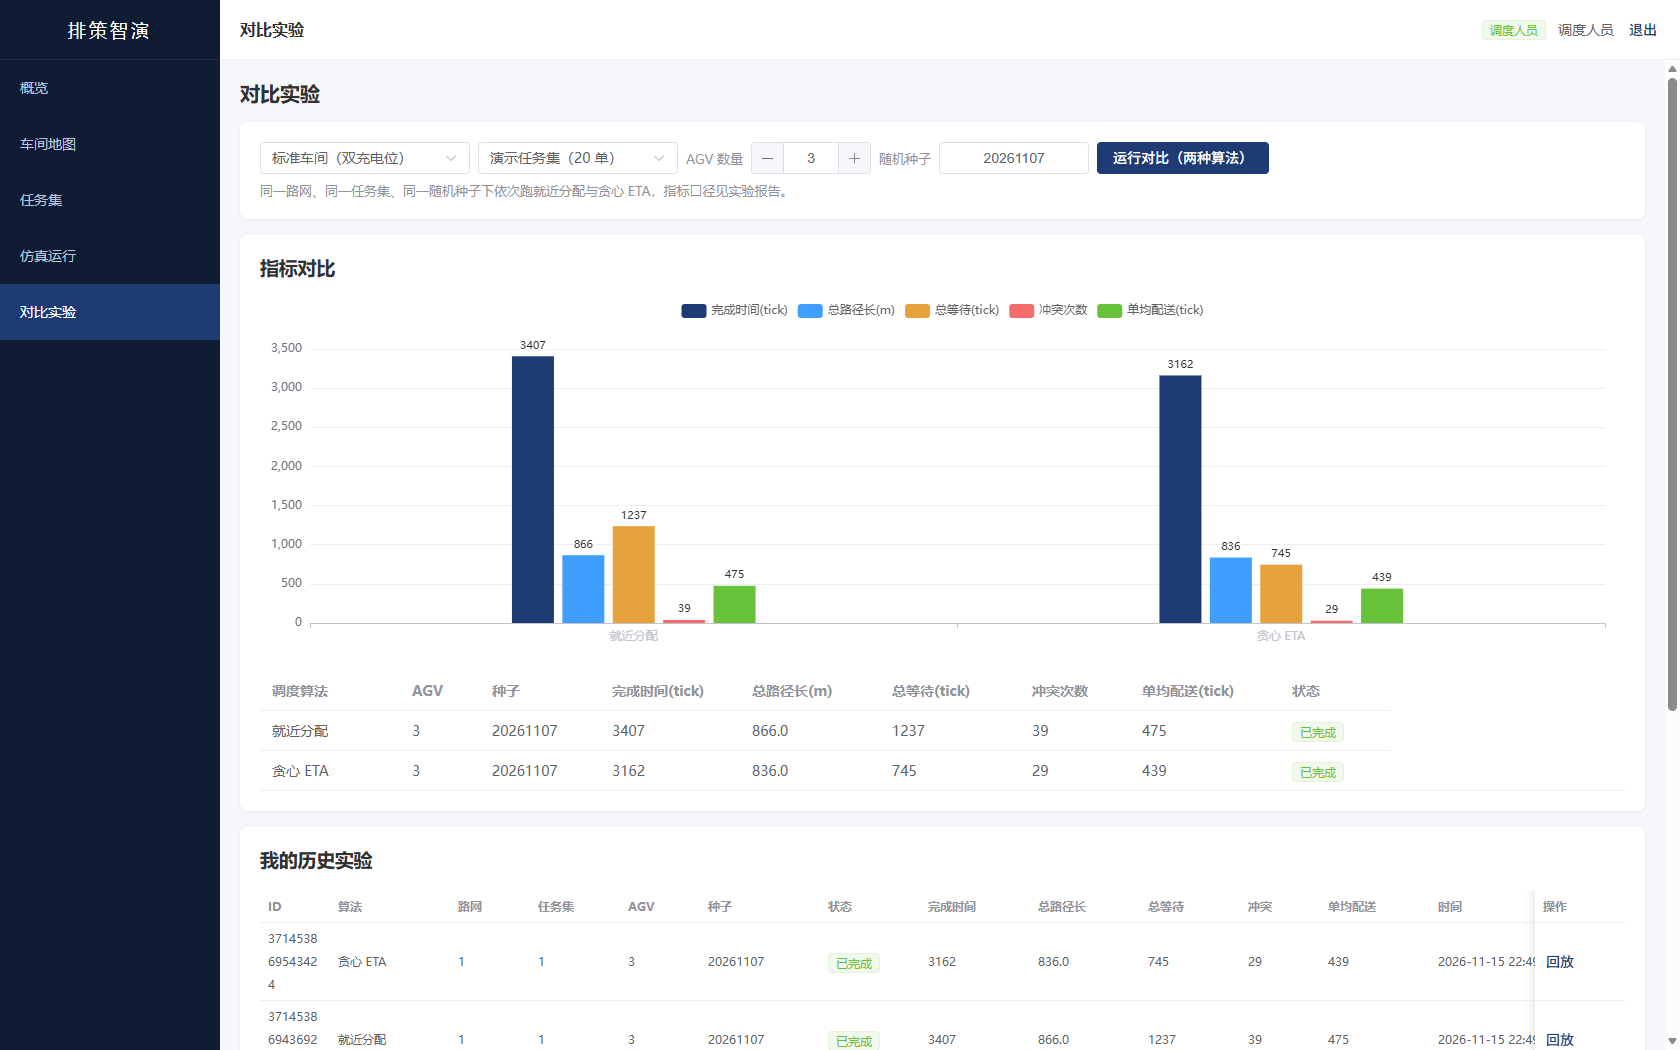 排策智演
概览
车间地图
任务集
仿真运行
对比实验
对比实验
调度人员 调度人员 退出
对比实验
标准车间（双充电位） 演示任务集（20 单） AGV 数量 3 随机种子 20261107 运行对比（两种算法）
同一路网、同一任务集、同一随机种子下依次跑就近分配与贪心 ETA，指标口径见实验报告。
指标对比
完成时间(tick) 总路径长(m) 总等待(tick) 冲突次数 单均配送(tick)
3,500
3,000
2,500
2,000
1,500
1,000
500
0
3407 866 1237 39 475
3162 836 745 29 439
就近分配 贪心 ETA
调度算法 AGV 种子 完成时间(tick) 总路径长(m) 总等待(tick) 冲突次数 单均配送(tick) 状态
就近分配 3 20261107 3407 866.0 1237 39 475 已完成
贪心 ETA 3 20261107 3162 836.0 745 29 439 已完成
我的历史实验
ID 算法 路网 任务集 AGV 种子 状态 完成时间 总路径长 总等待 冲突 单均配送 时间 操作
3714538
6954342
4
贪心 ETA 1 1 3 20261107 已完成 3162 836.0 745 29 439 2026-11-15 22:49 回放
3714538
6943692
就近分配 1 1 3 20261107 已完成 3407 866.0 1237 39 475 2026-11-15 22:49 回放